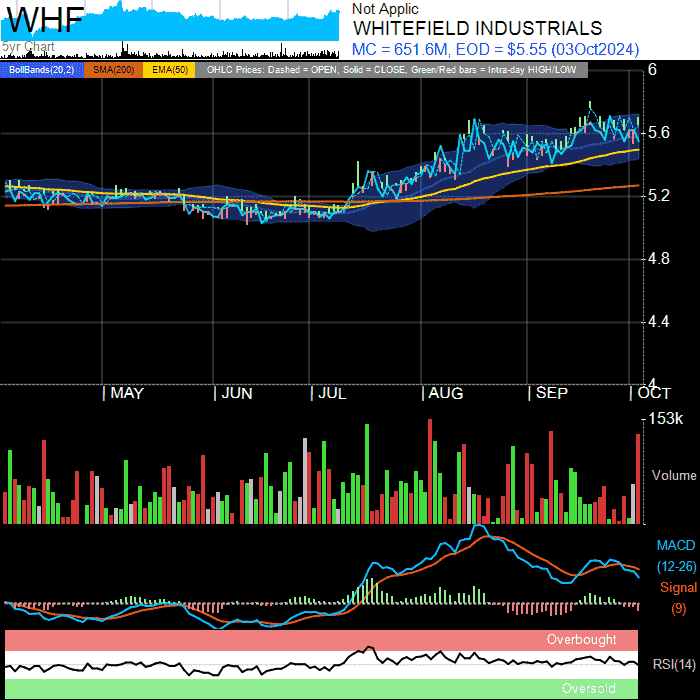 WHF
Not Applic
WHITEFIELD INDUSTRIALS
5yr Chart
MC = 651.6M, EOD = $5.55 (03Oct2024)
BollBands(20,2) SMA(200) EMA(50) OHLC Prices: Dashed = OPEN, Solid = CLOSE, Green/Red bars = Intra-day HIGH/LOW
6
5.6
5.2
4.8
4.4
4
MAY JUN JUL AUG SEP OCT
153k
Volume
MACD
(12-26)
Signal
(9)
Overbought
RSI(14)
Oversold